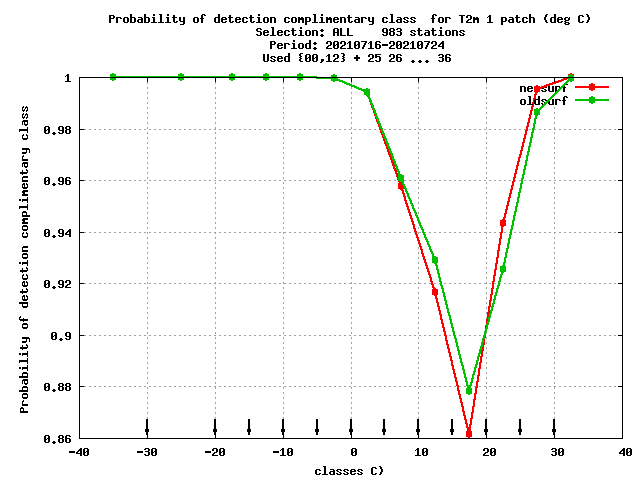 Probability of detection complimentary class  for T2m 1 patch (deg C)
Selection: ALL    983 stations
Period: 20210716-20210724
Used {00,12} + 25 26 ... 36
newsurf
oldsurf
Probability of detection complimentary class
1
0.98
0.96
0.94
0.92
0.9
0.88
0.86
-40 -30 -20 -10 0 10 20 30 40
classes C)